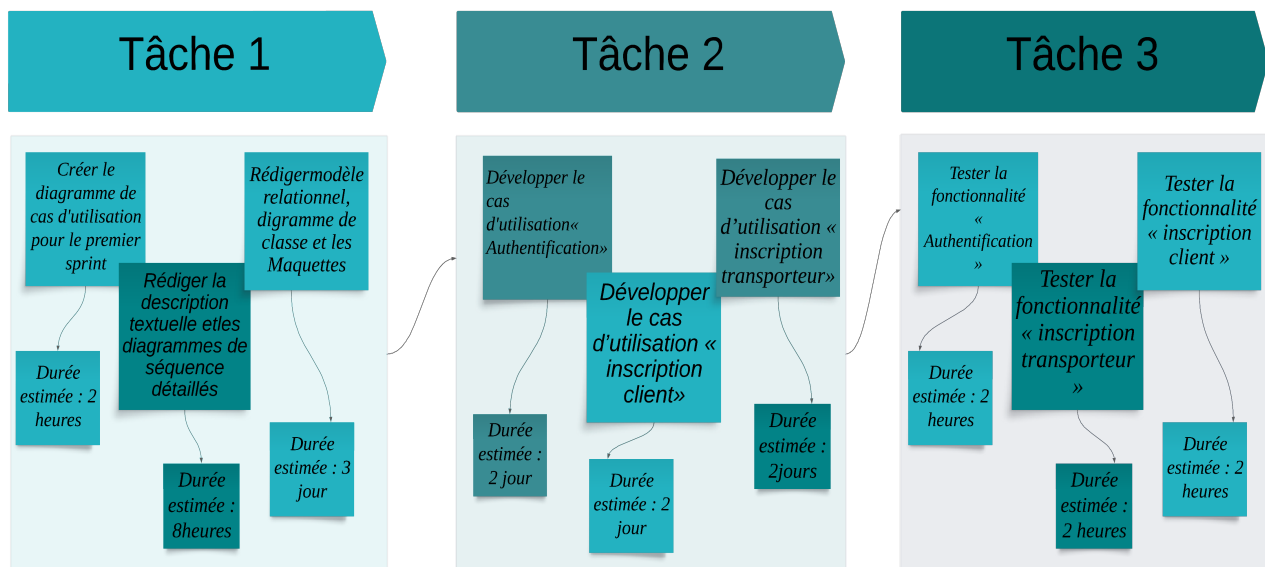 Tâche 1
Créer le
diagramme de
cas d'utilisation
pour le premier
sprint
Rédiger la
description
textuelle etles
diagrammes de
séquence
détaillés
Rédigermodèle
relationnel,
digramme de
classe et les
Maquettes
Durée
estimée : 2
heures
Durée
estimée :
8heures
Durée
estimée : 3
jour
Tâche 2
Développer le
cas
d'utilisation«
Authentification»
Développer
le cas
d’utilisation «
inscription
client»
Développer le
cas
d’utilisation «
inscription
transporteur»
Durée
estimée :
2 jour
Durée
estimée : 2
jour
Durée
estimée :
2jours
Tâche 3
Tester la
fonctionnalité
«
Authentification
»
Tester la
fonctionnalité
« inscription
transporteur
»
Tester la
fonctionnalité
« inscription
client »
Durée
estimée : 2
heures
Durée
estimée :
2 heures
Durée
estimée : 2
heures